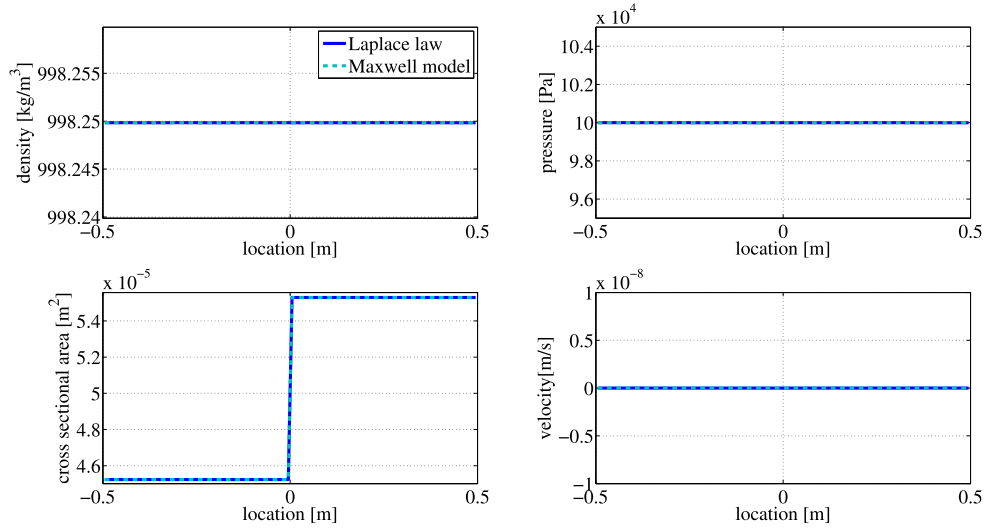 998.255
998.25
998.245
998.24
density [kg/m³]
Laplace law
Maxwell model
−0.5 0 0.5
location [m]
x 10⁴
10.4
10.2
10
9.8
9.6
pressure [Pa]
−0.5 0 0.5
location [m]
x 10⁻⁵
5.4
5.2
5
4.8
4.6
cross sectional area [m²]
−0.5 0 0.5
location [m]
x 10⁻⁸
1
0.5
0
−0.5
−1
velocity[m/s]
−0.5 0 0.5
location [m]